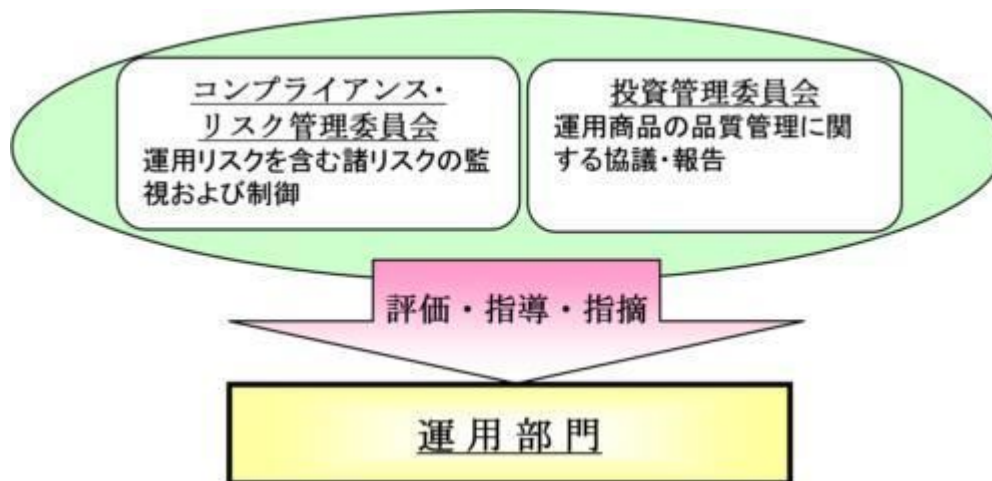 コンプライアンス・
リスク管理委員会
運用リスクを含む諸リスクの監
視および制御
投資管理委員会
運用商品の品質管理に関
する協議・報告
評価・指導・指摘
運用部門